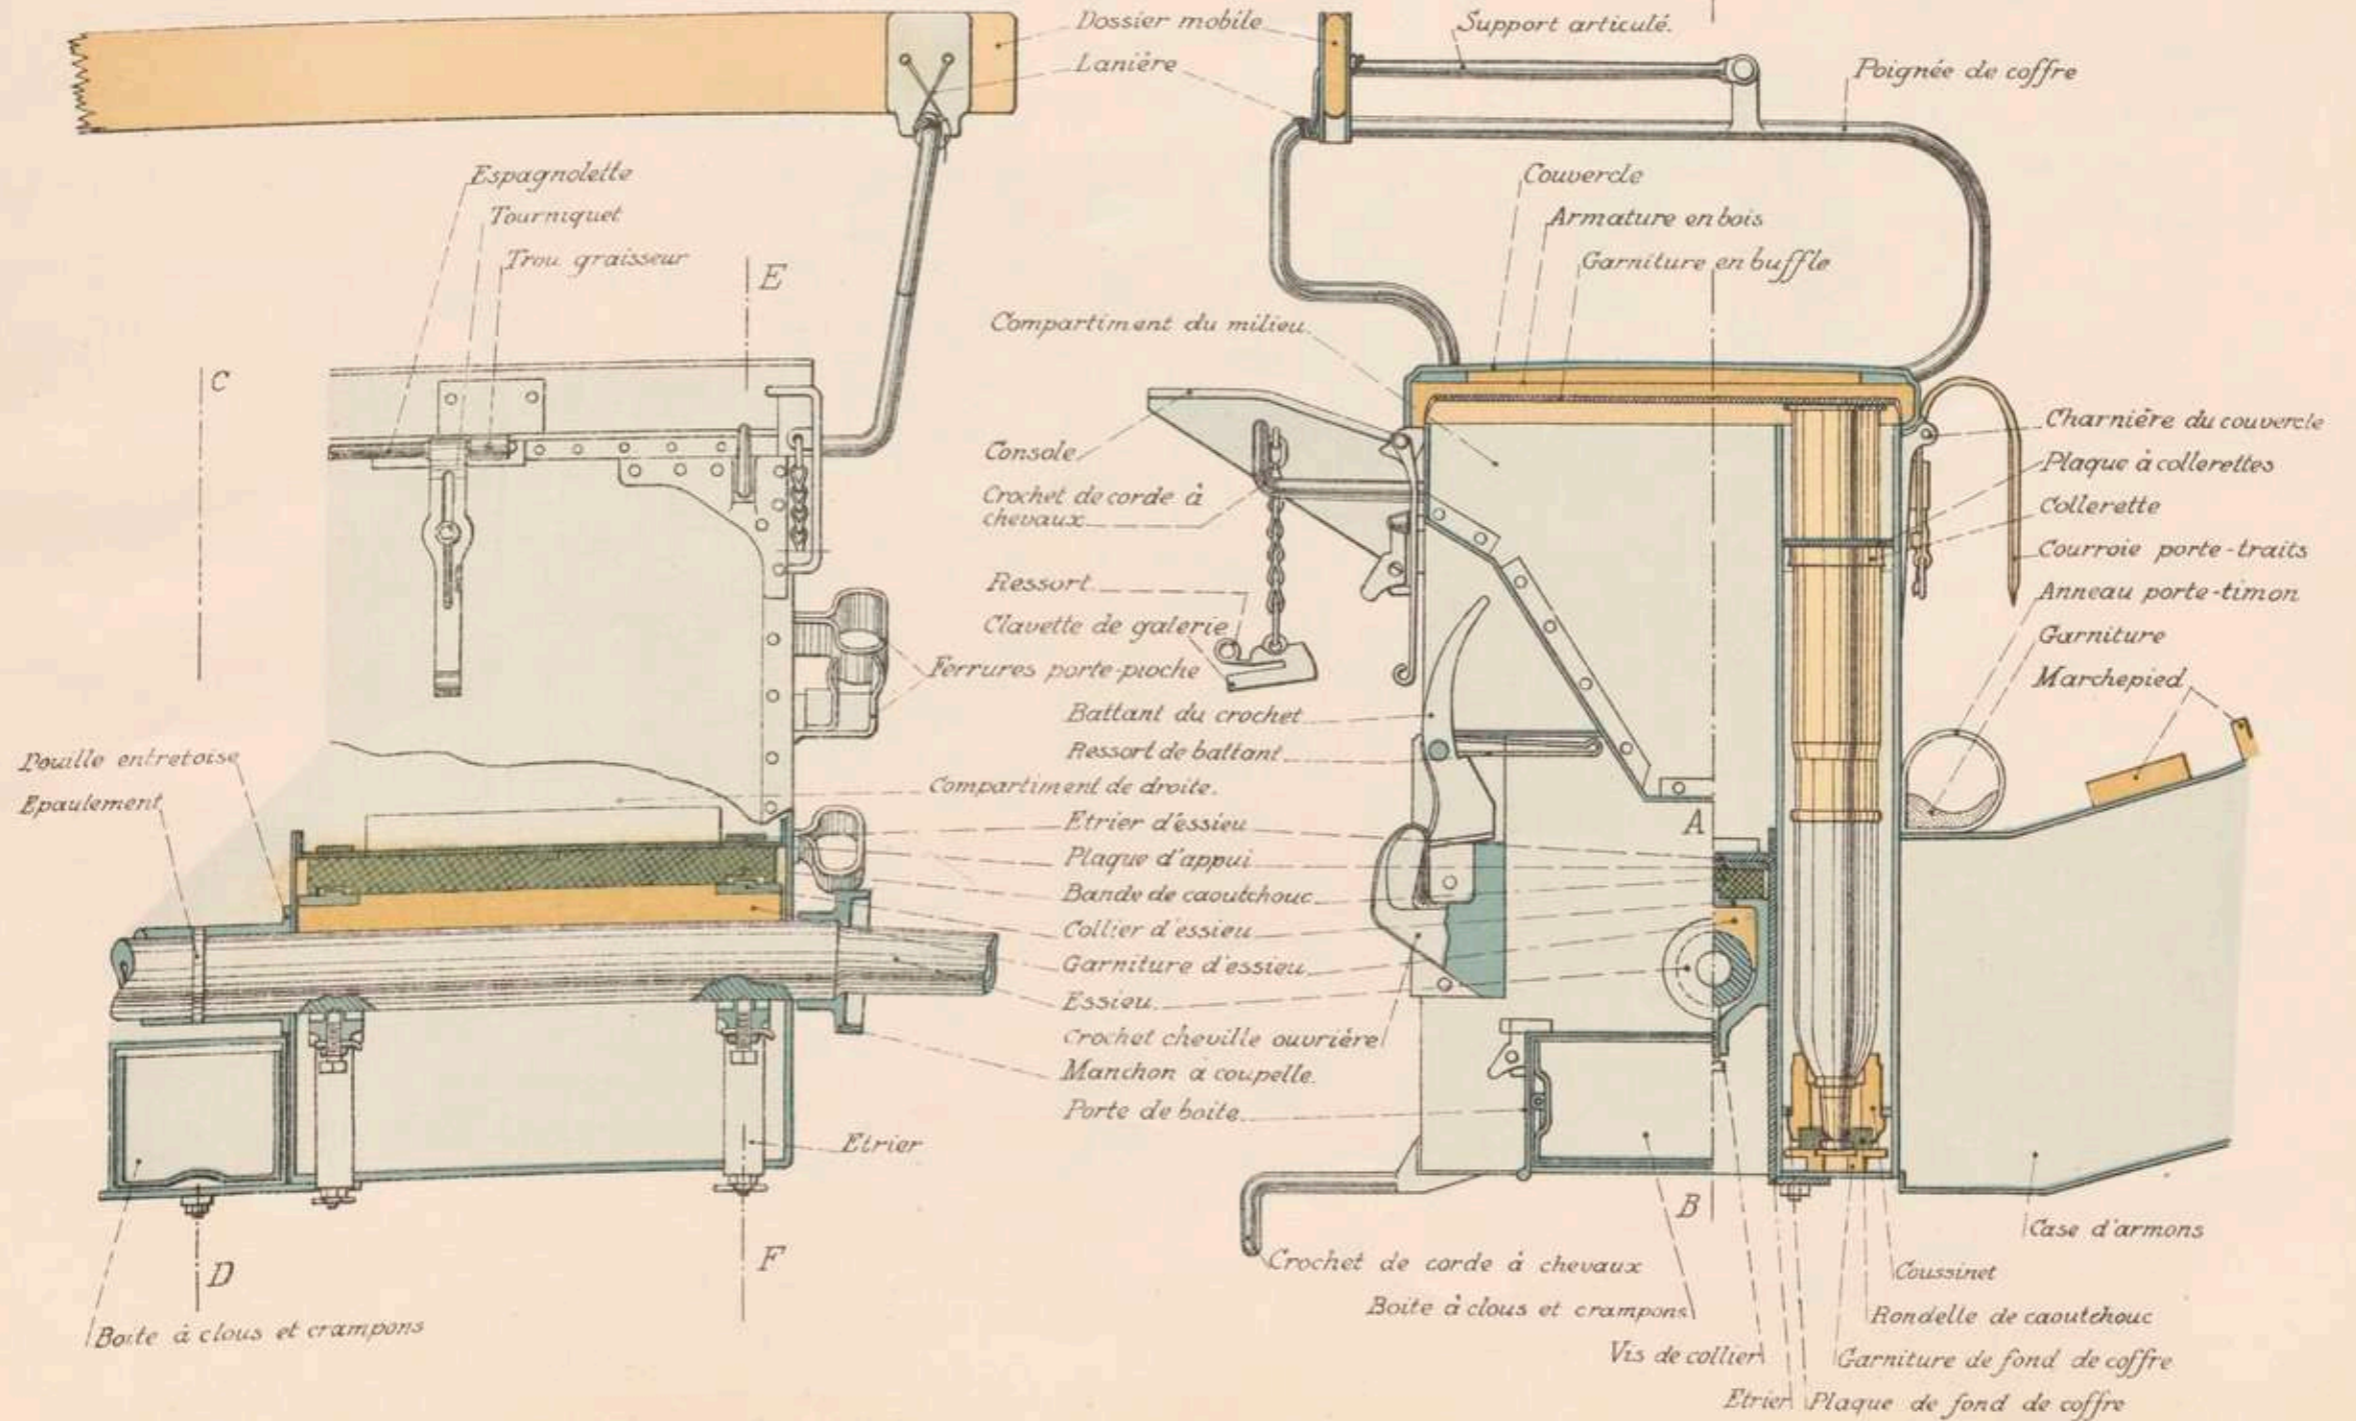 Dossier mobile
Lanière
Support articulé.
Poignée de coffre
Espagnolette
Tourniquet
Trou graisseur
E
C
Couvercle
Armature en bois
Garniture en buffle
Compartiment du milieu
Console
Crochet de corde à
chevaux
Ressort
Clavette de galerie
Ferrures porte-pioche
Battant du crochet
Ressort de battant
Charnière du couvercle
Plaque à collerettes
Collerette
Courroie porte-traits
Anneau porte-timon
Garniture
Marchepied
Douille entretoise
Epaulement
Compartiment de droite.
Etrier d'essieu
Plaque d'appui
Bande de caoutchouc
Collier d'essieu
Garniture d'essieu
Essieu
Crochet cheville ouvrière
Manchon à coupelle.
Porte de boite
A
Etrier
B
D
F
Boite à clous et crampons
Crochet de corde à chevaux
Boite à clous et crampons
Vis de collier
Etrier
Plaque de fond de coffre
Garniture de fond de coffre
Rondelle de caoutchouc
Coussinet
Case d'armons